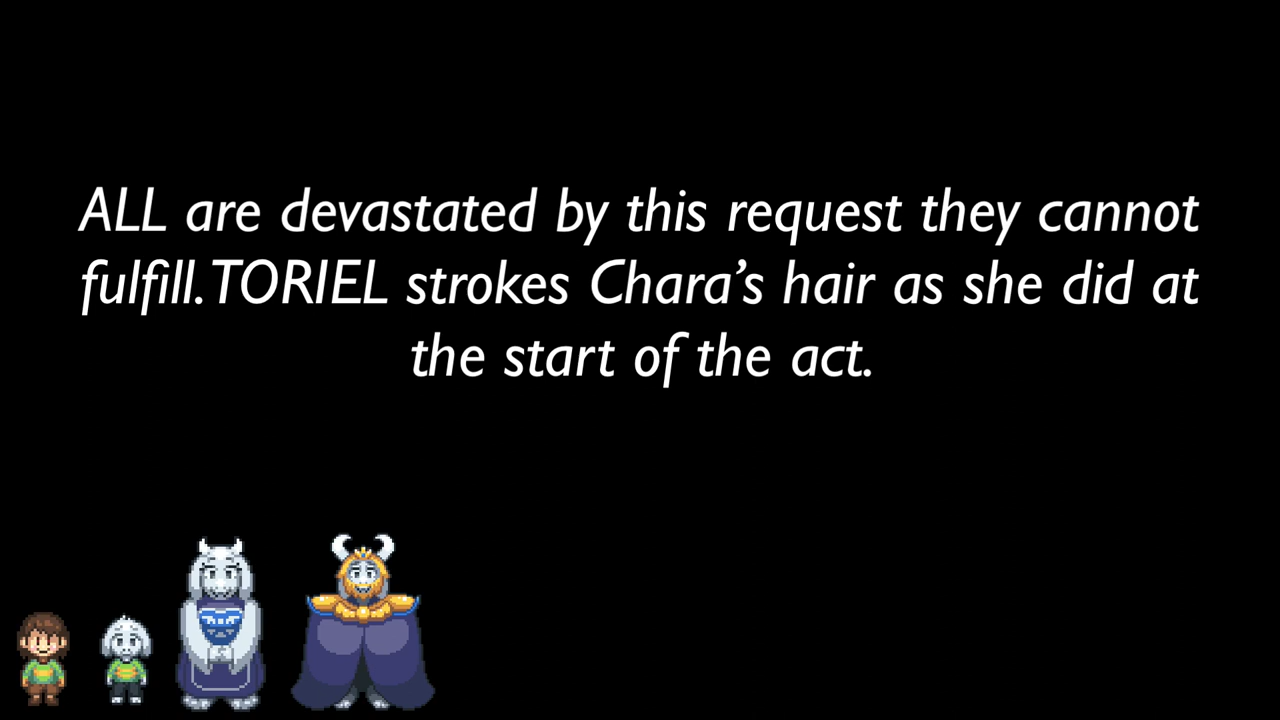 ALL are devastated by this request they cannot
fulfill. TORIEL strokes Chara’s hair as she did at
the start of the act.